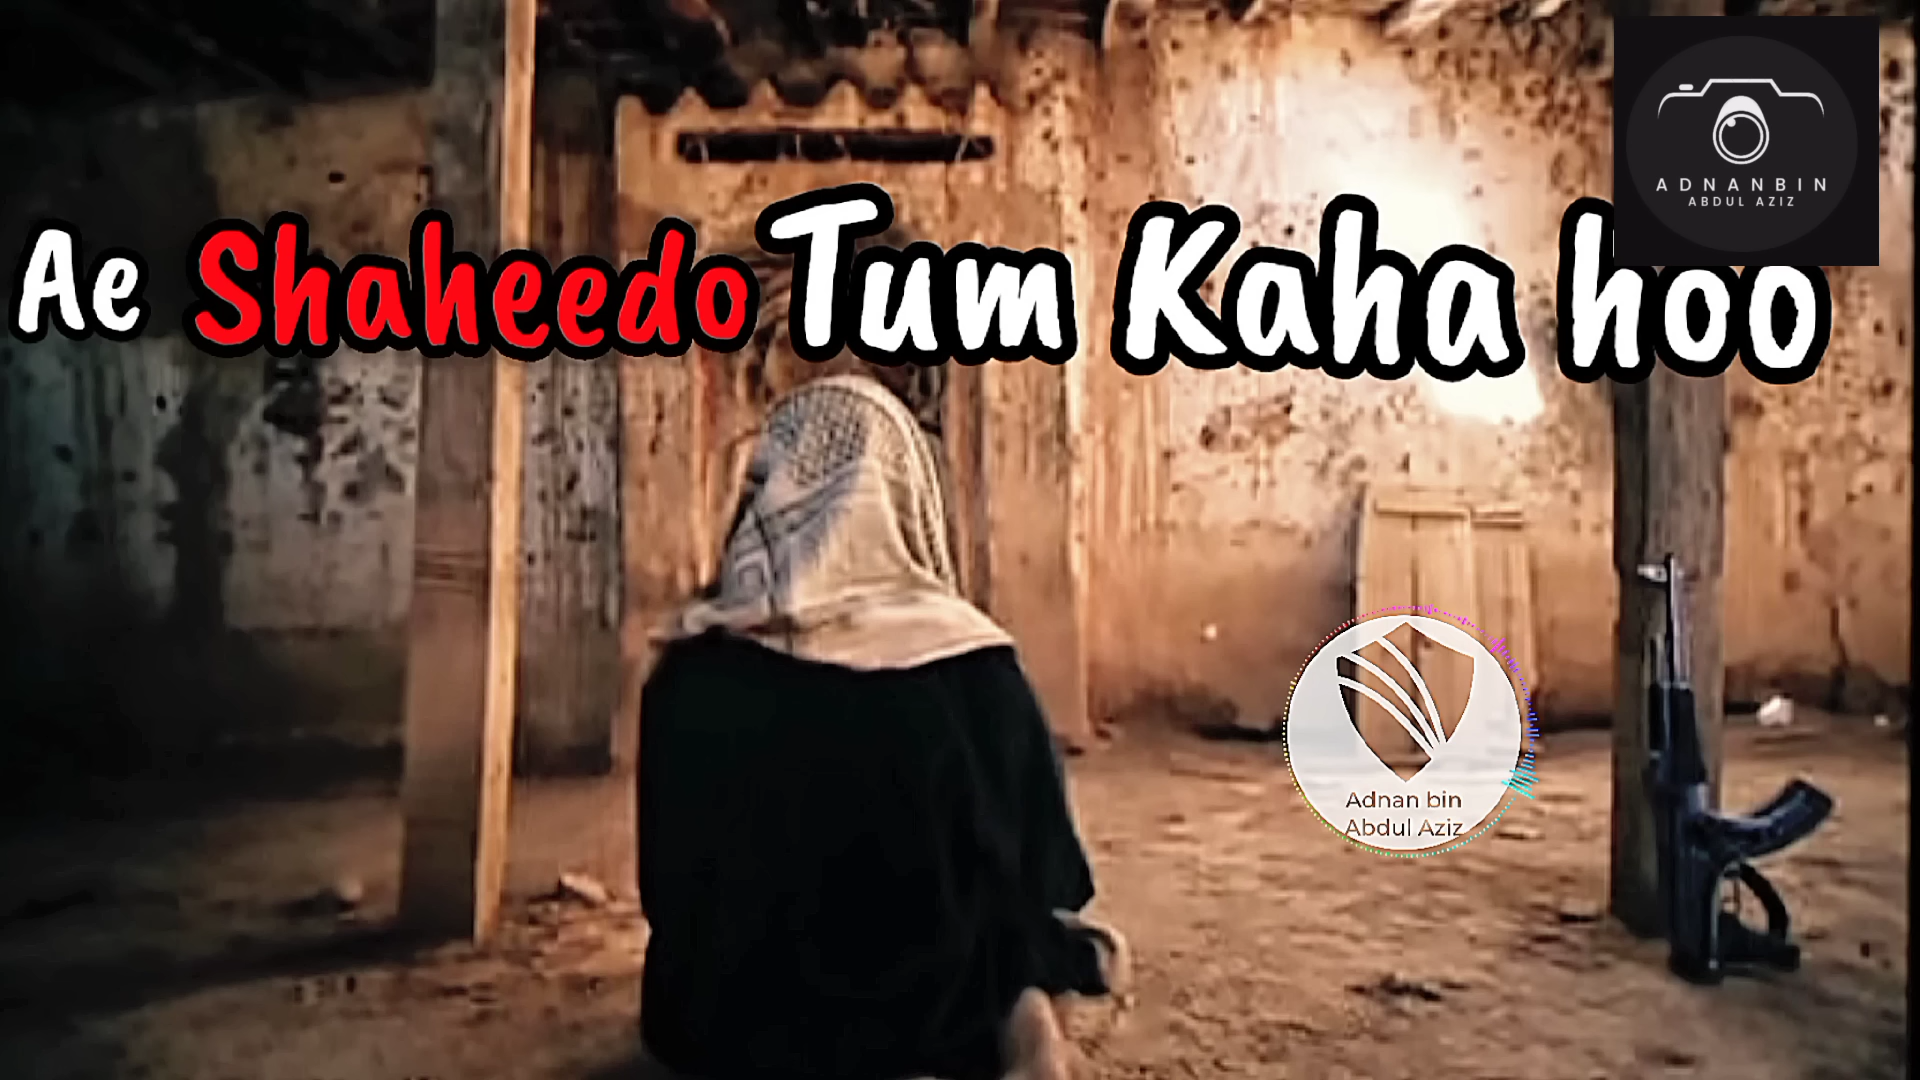 ADNANBIN
ABDUL AZIZ
Ae Shaheedo Tum Kaha hoo
Adnan bin
Abdul Aziz